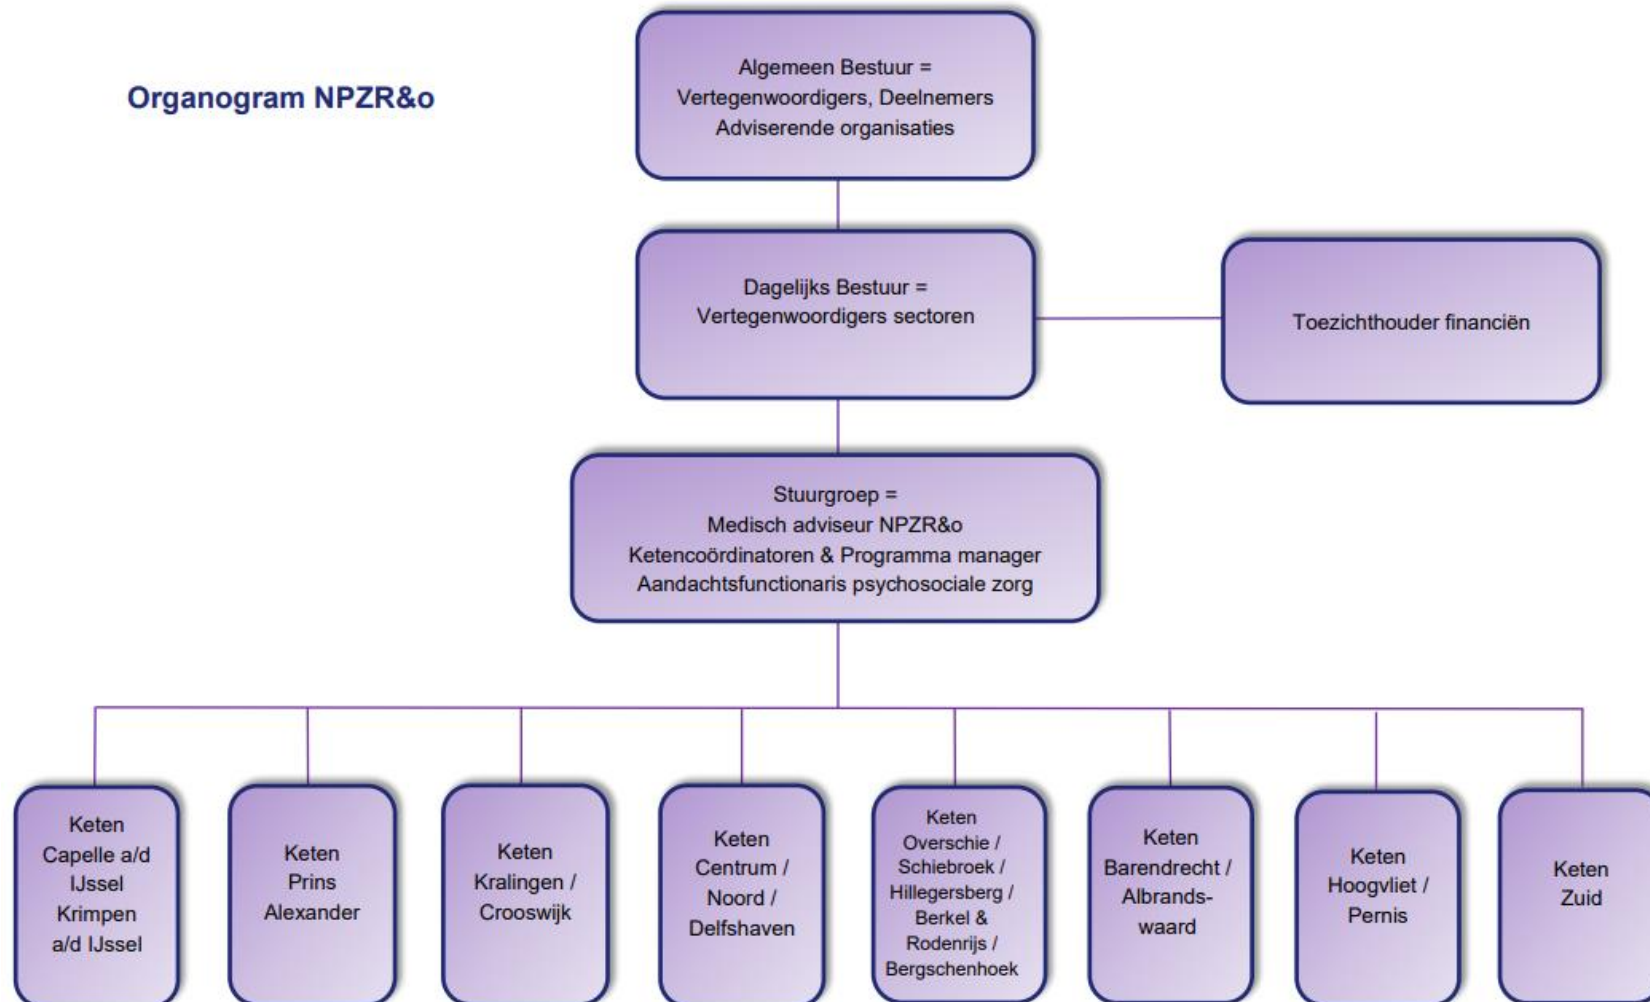 Organogram NPZR&o
Algemeen Bestuur =
Vertegenwoordigers, Deelnemers
Adviserende organisaties
Dagelijks Bestuur =
Vertegenwoordigers sectoren
Toezichthouder financiën
Stuurgroep =
Medisch adviseur NPZR&o
Ketencoördinatoren & Programma manager
Aandachtsfunctionaris psychosociale zorg
Keten
Capelle a/d
IJssel
Krimpen
a/d IJssel
Keten
Prins
Alexander
Keten
Kralingen /
Crooswijk
Keten
Centrum /
Noord /
Delfshaven
Keten
Overschie /
Schiebroek /
Hillegersberg /
Berkel &
Rodenrijs /
Bergschenhoek
Keten
Barendrecht /
Albrands-
waard
Keten
Hoogvliet /
Pernis
Keten
Zuid